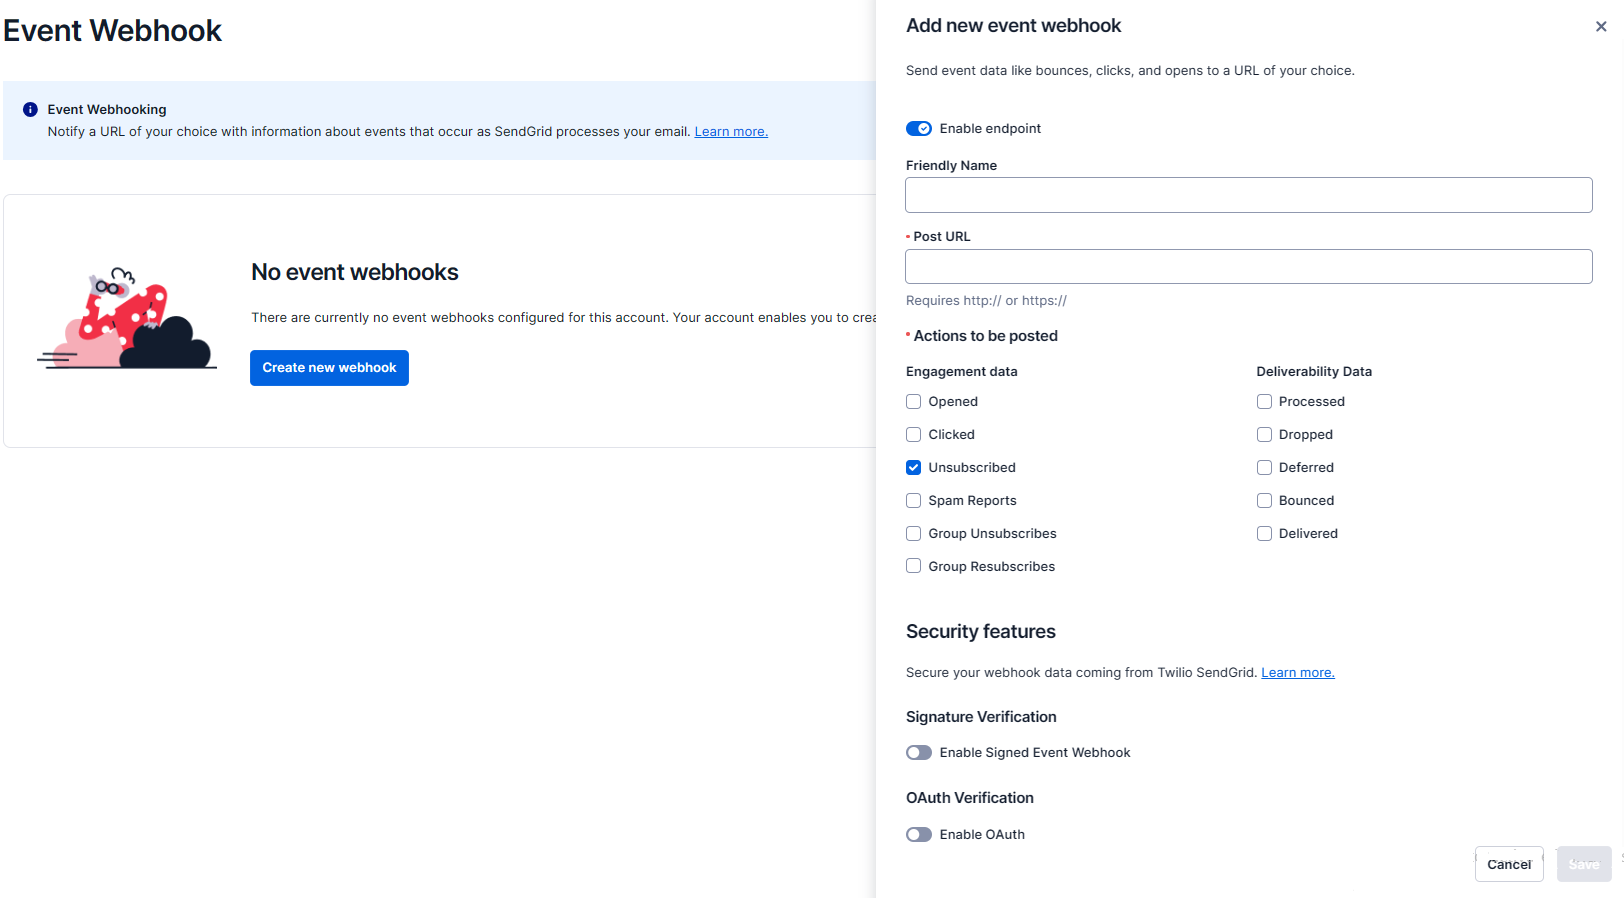 Event Webhook
Event Webhooking
Notify a URL of your choice with information about events that occur as SendGrid processes your email. Learn more.
No event webhooks
There are currently no event webhooks configured for this account. Your account enables you to
Create new webhook
Add new event webhook
Send event data like bounces, clicks, and opens to a URL of your choice.
Enable endpoint
Friendly Name
• Post URL
Requires http:// or https://
• Actions to be posted
Engagement data
Opened
Clicked
Unsubscribed
Spam Reports
Group Unsubscribes
Group Resubscribes
Deliverability Data
Processed
Dropped
Deferred
Bounced
Delivered
Security features
Secure your webhook data coming from Twilio SendGrid. Learn more.
Signature Verification
Enable Signed Event Webhook
OAuth Verification
Enable OAuth
Cancel
Save